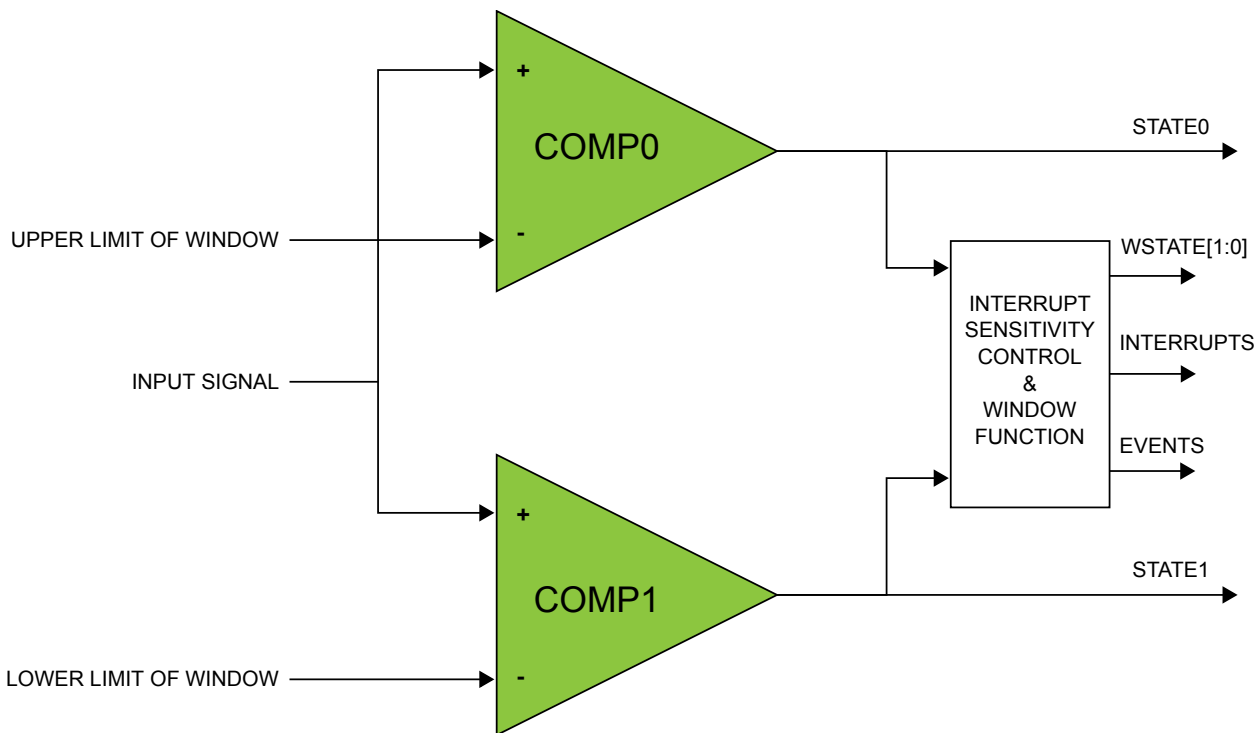 +
COMP0
-
STATE0
UPPER LIMIT OF WINDOW
WSTATE[1:0]
INTERRUPT
SENSITIVITY
CONTROL
&
WINDOW
FUNCTION
INTERRUPTS
INPUT SIGNAL
EVENTS
+
COMP1
-
STATE1
LOWER LIMIT OF WINDOW